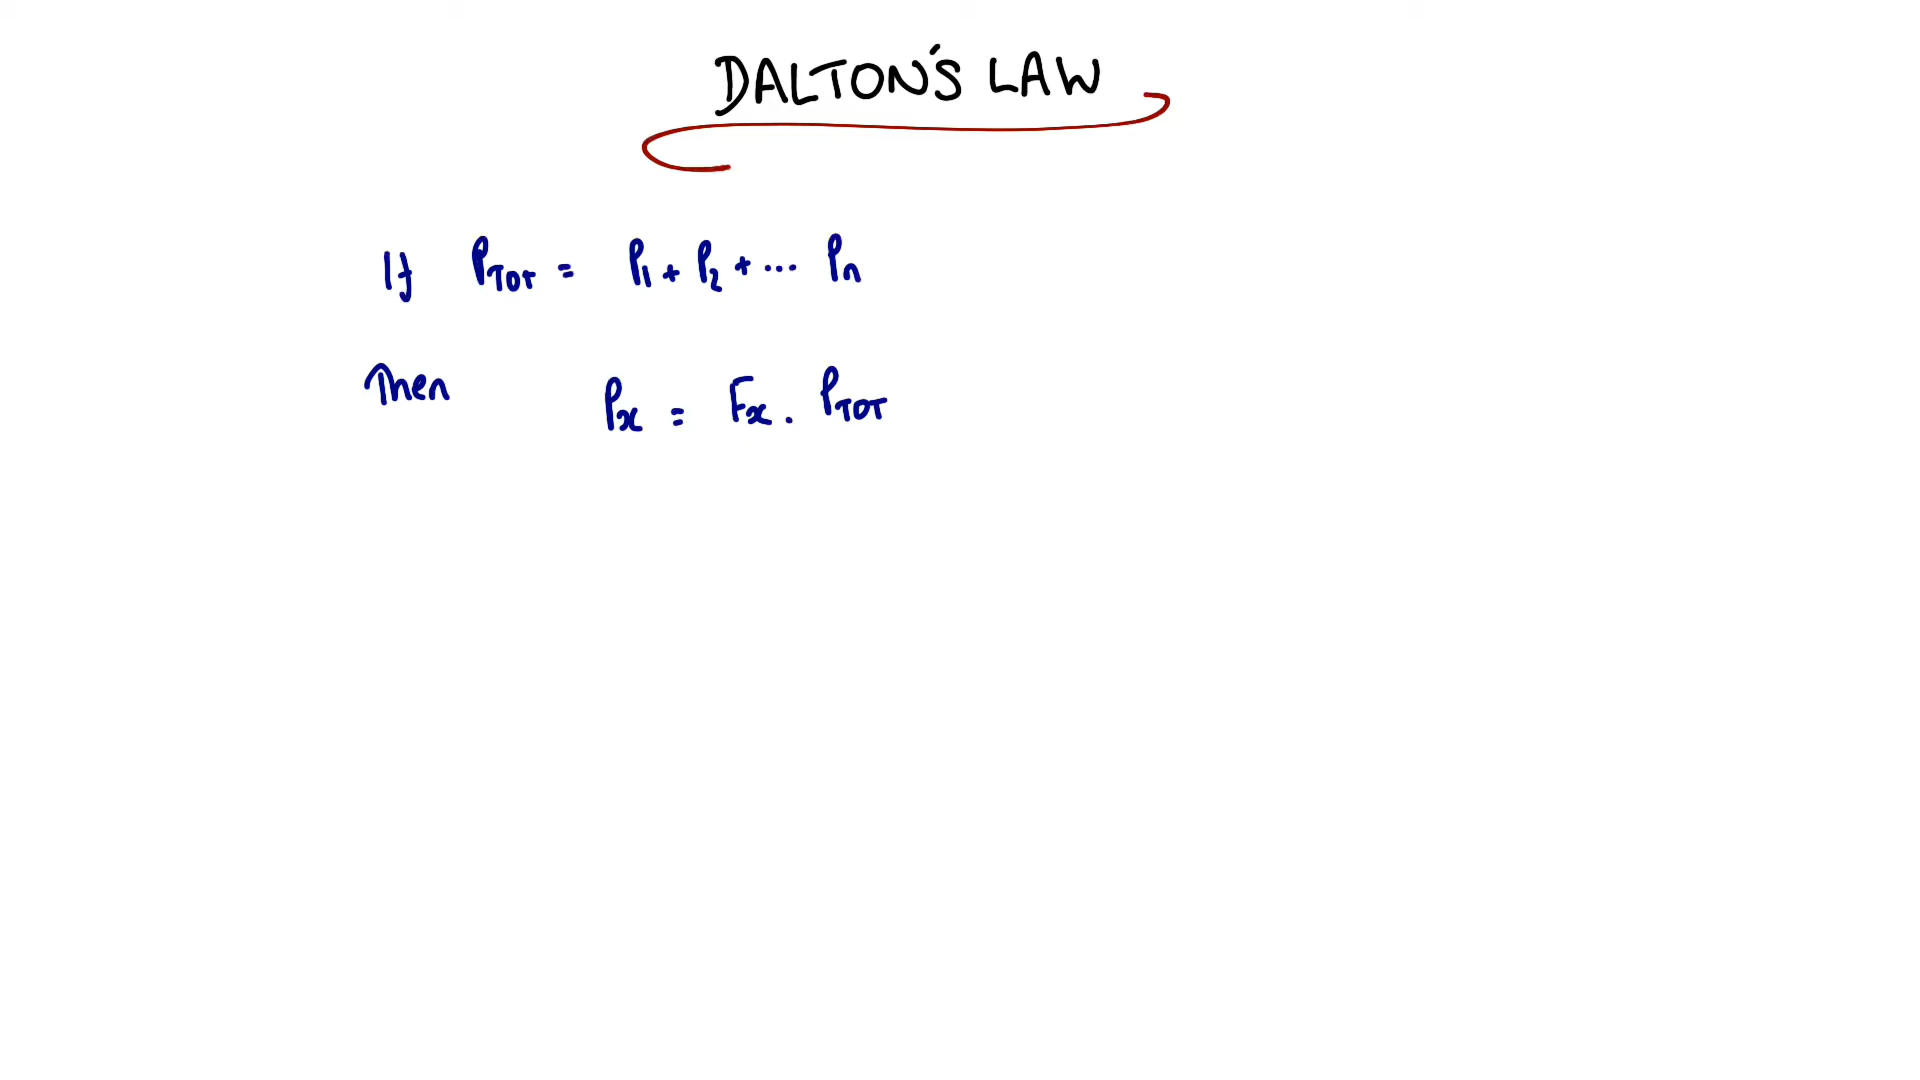 DALTON'S LAW
If P_TOT = P_1 + P_2 + ... P_n
Then P_x = F_x . P_TOT